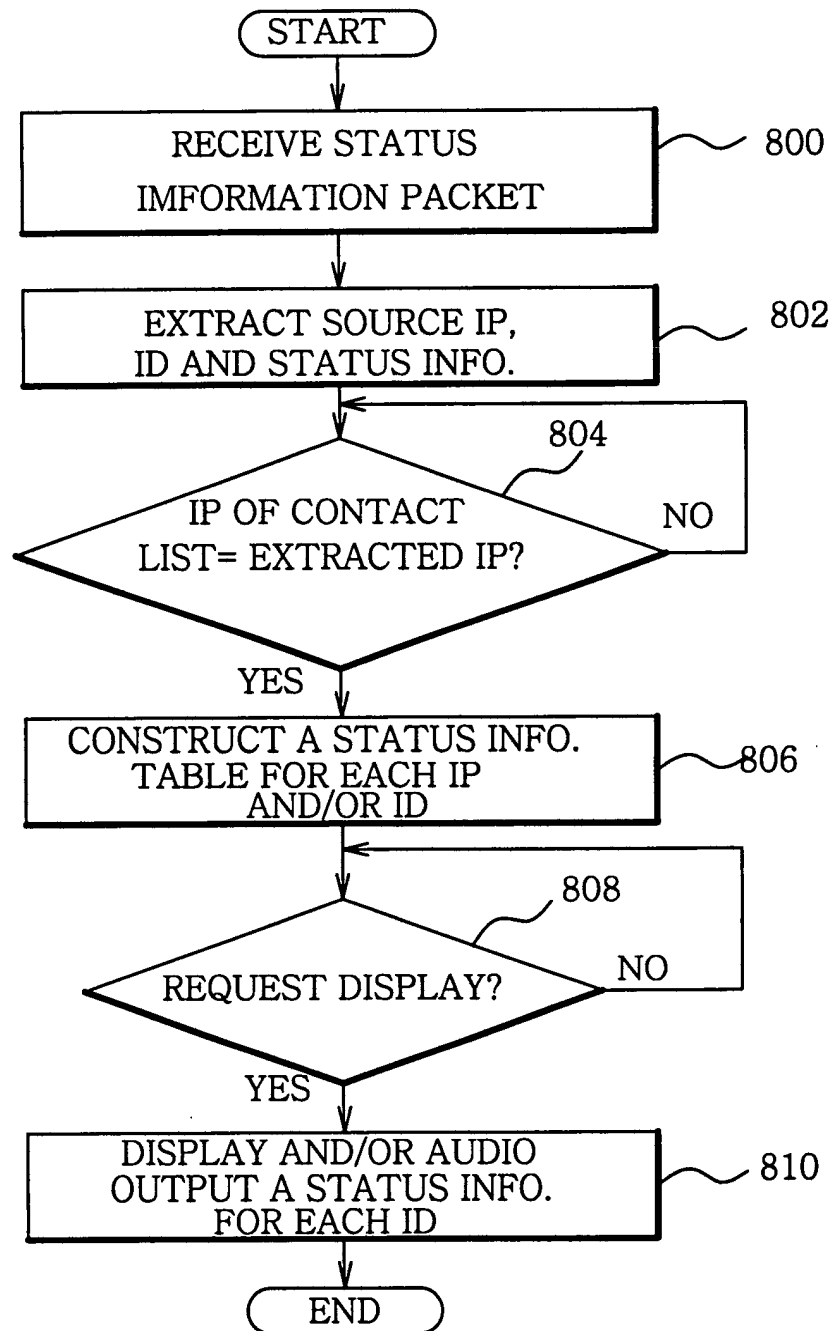 START
RECEIVE STATUS
IMFORMATION PACKET
800
EXTRACT SOURCE IP,
ID AND STATUS INFO.
802
804
IP OF CONTACT
LIST= EXTRACTED IP?
NO
YES
CONSTRUCT A STATUS INFO.
TABLE FOR EACH IP
AND/OR ID
806
808
REQUEST DISPLAY?
NO
YES
DISPLAY AND/OR AUDIO
OUTPUT A STATUS INFO.
FOR EACH ID
810
END